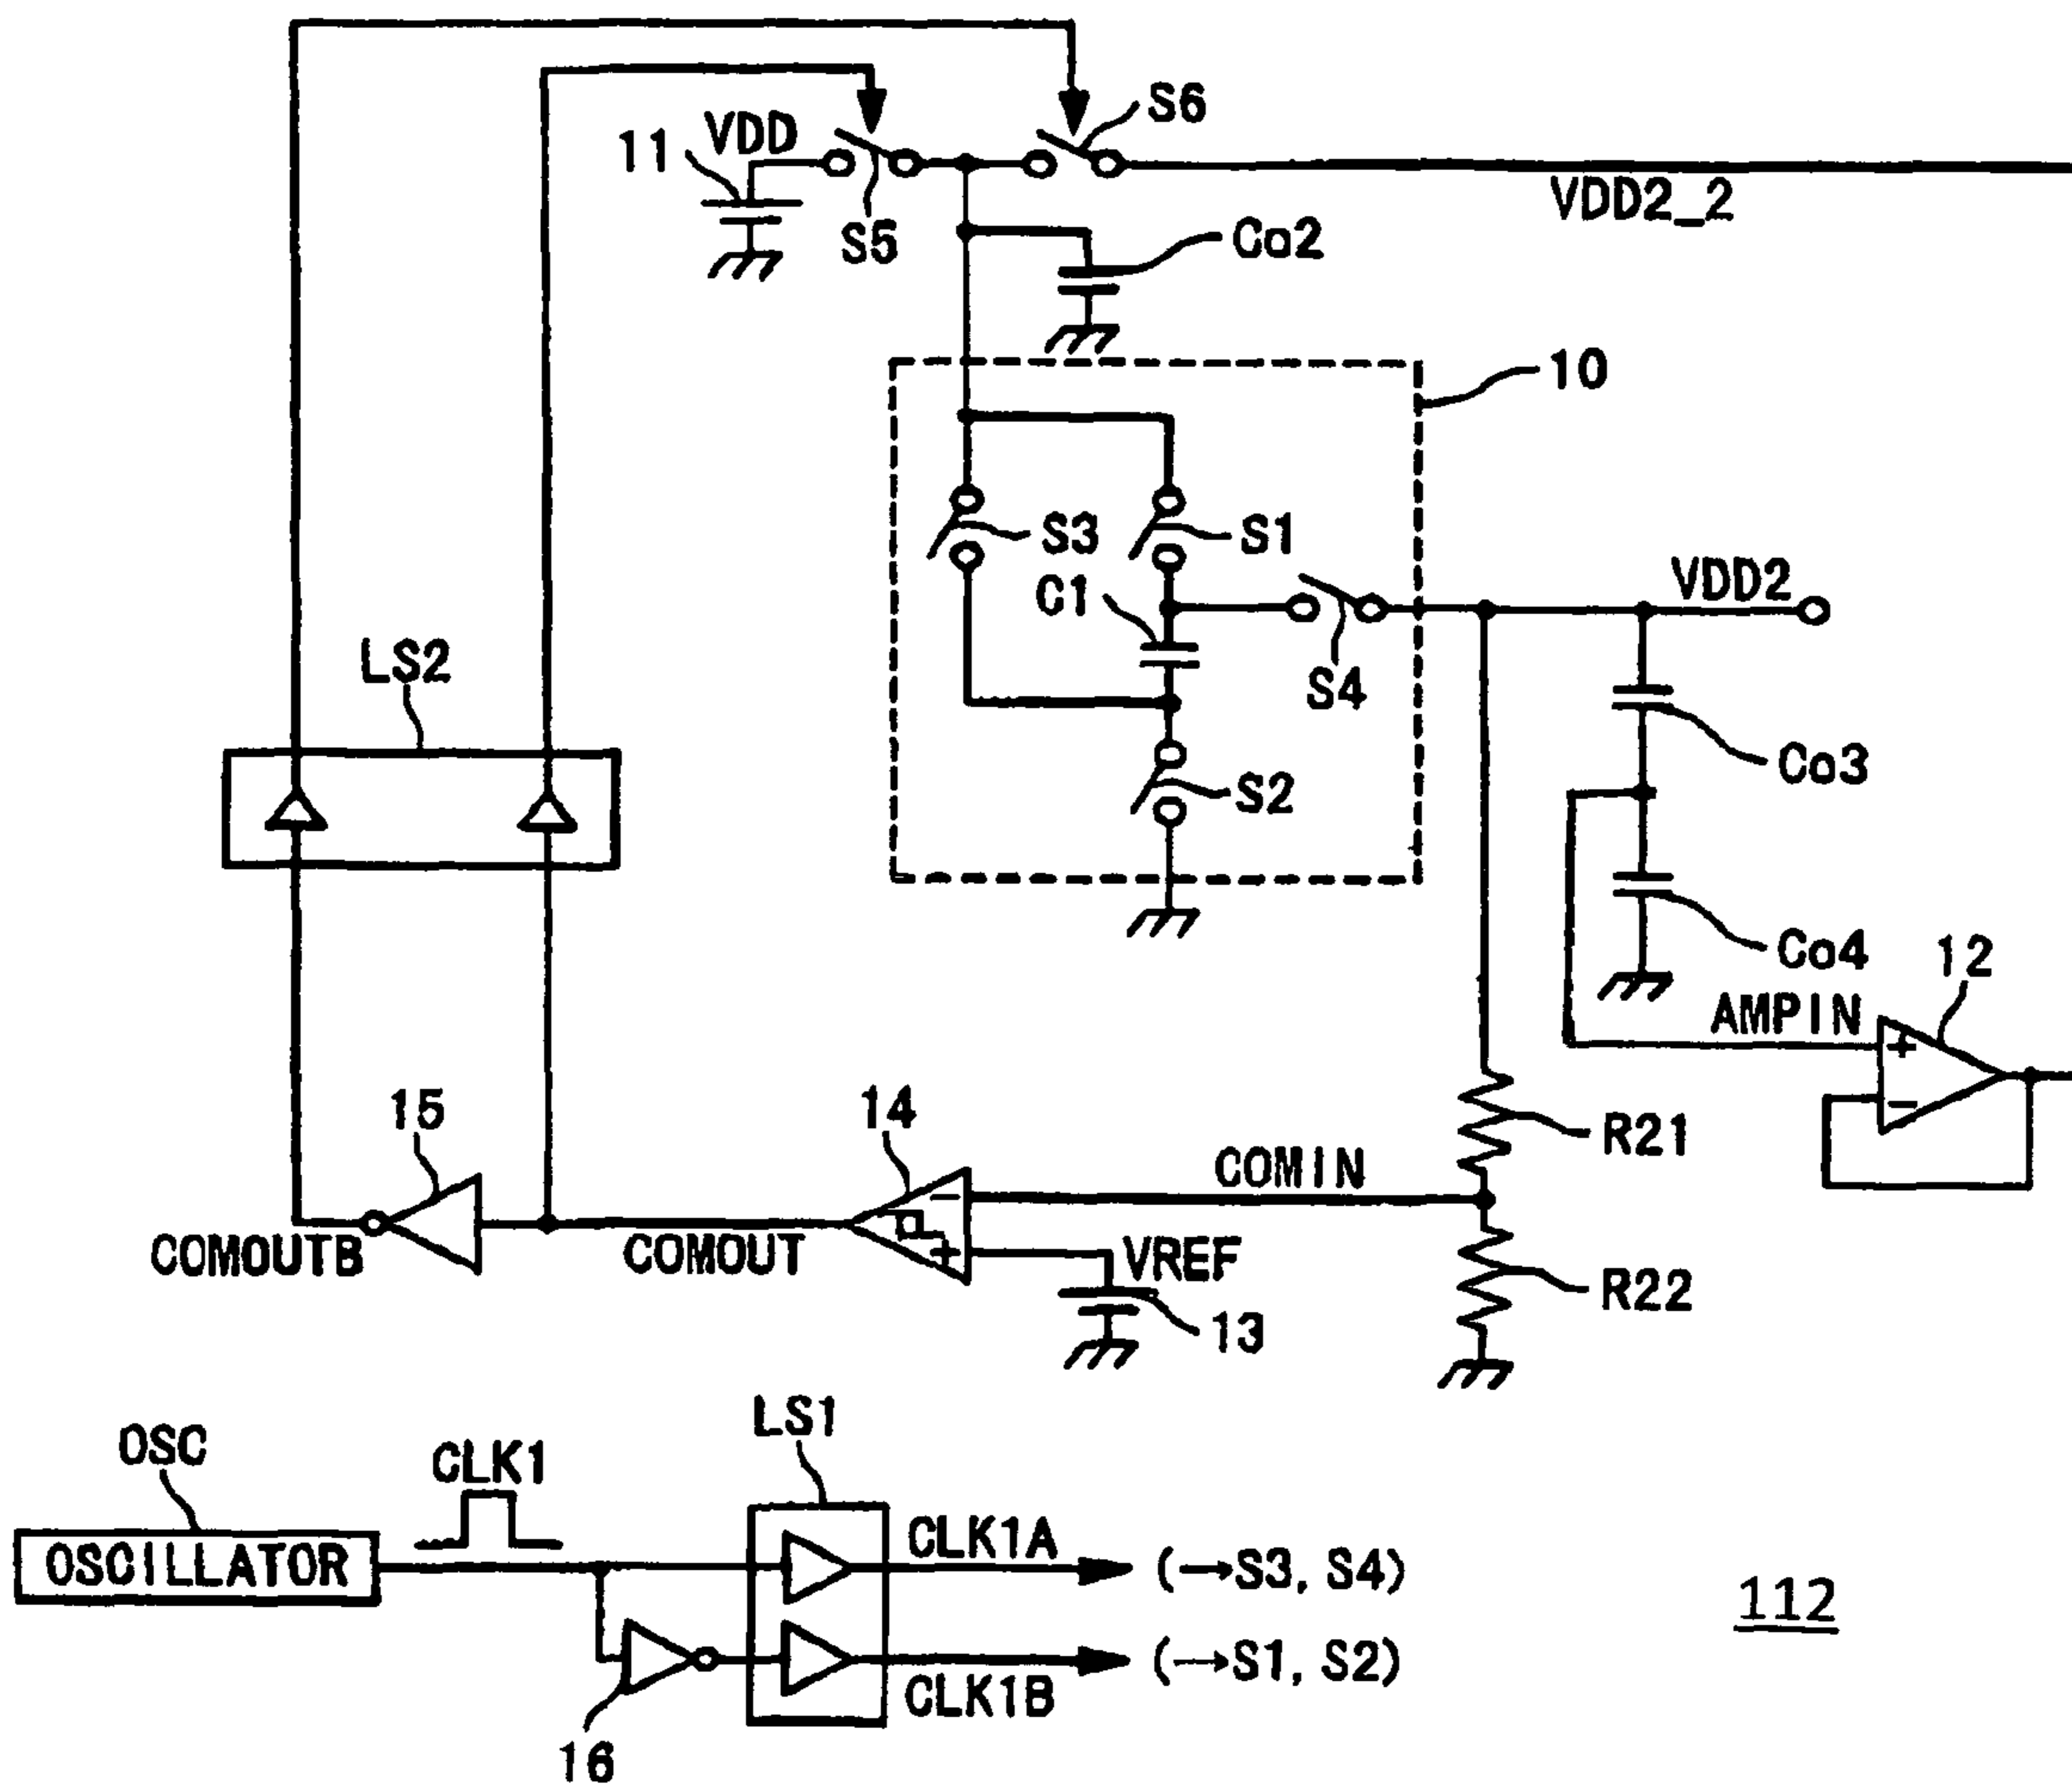 S6
VDD
11
VDD2_2
S5
Co2
10
S3
S1
C1
VDD2
LS2
S4
Co3
S2
Co4
12
AMPIN
+
−
15
14
R21
COMIN
−
+
COMOUTB
COMOUT
VREF
R22
13
LS1
OSC
CLK1
OSCILLATOR
CLK1A
(→S3, S4)
112
(→S1, S2)
CLK1B
16